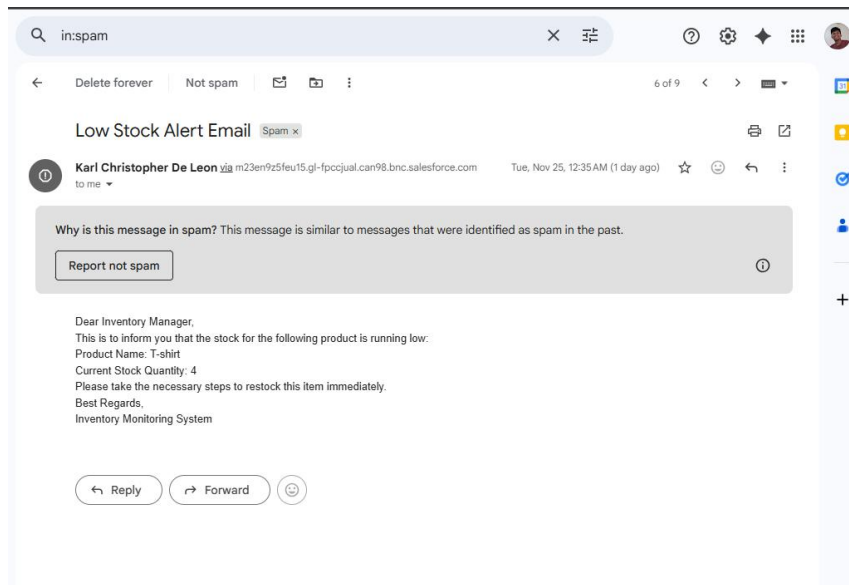 in:spam
Delete forever Not spam 6 of 9
Low Stock Alert Email Spam x
Karl Christopher De Leon via m23en9z5feu15.gl-fpccjual.can98.bnc.salesforce.com Tue, Nov 25, 12:35 AM (1 day ago)
to me
Why is this message in spam? This message is similar to messages that were identified as spam in the past.
Report not spam
Dear Inventory Manager,
This is to inform you that the stock for the following product is running low:
Product Name: T-shirt
Current Stock Quantity: 4
Please take the necessary steps to restock this item immediately.
Best Regards,
Inventory Monitoring System
Reply Forward
31